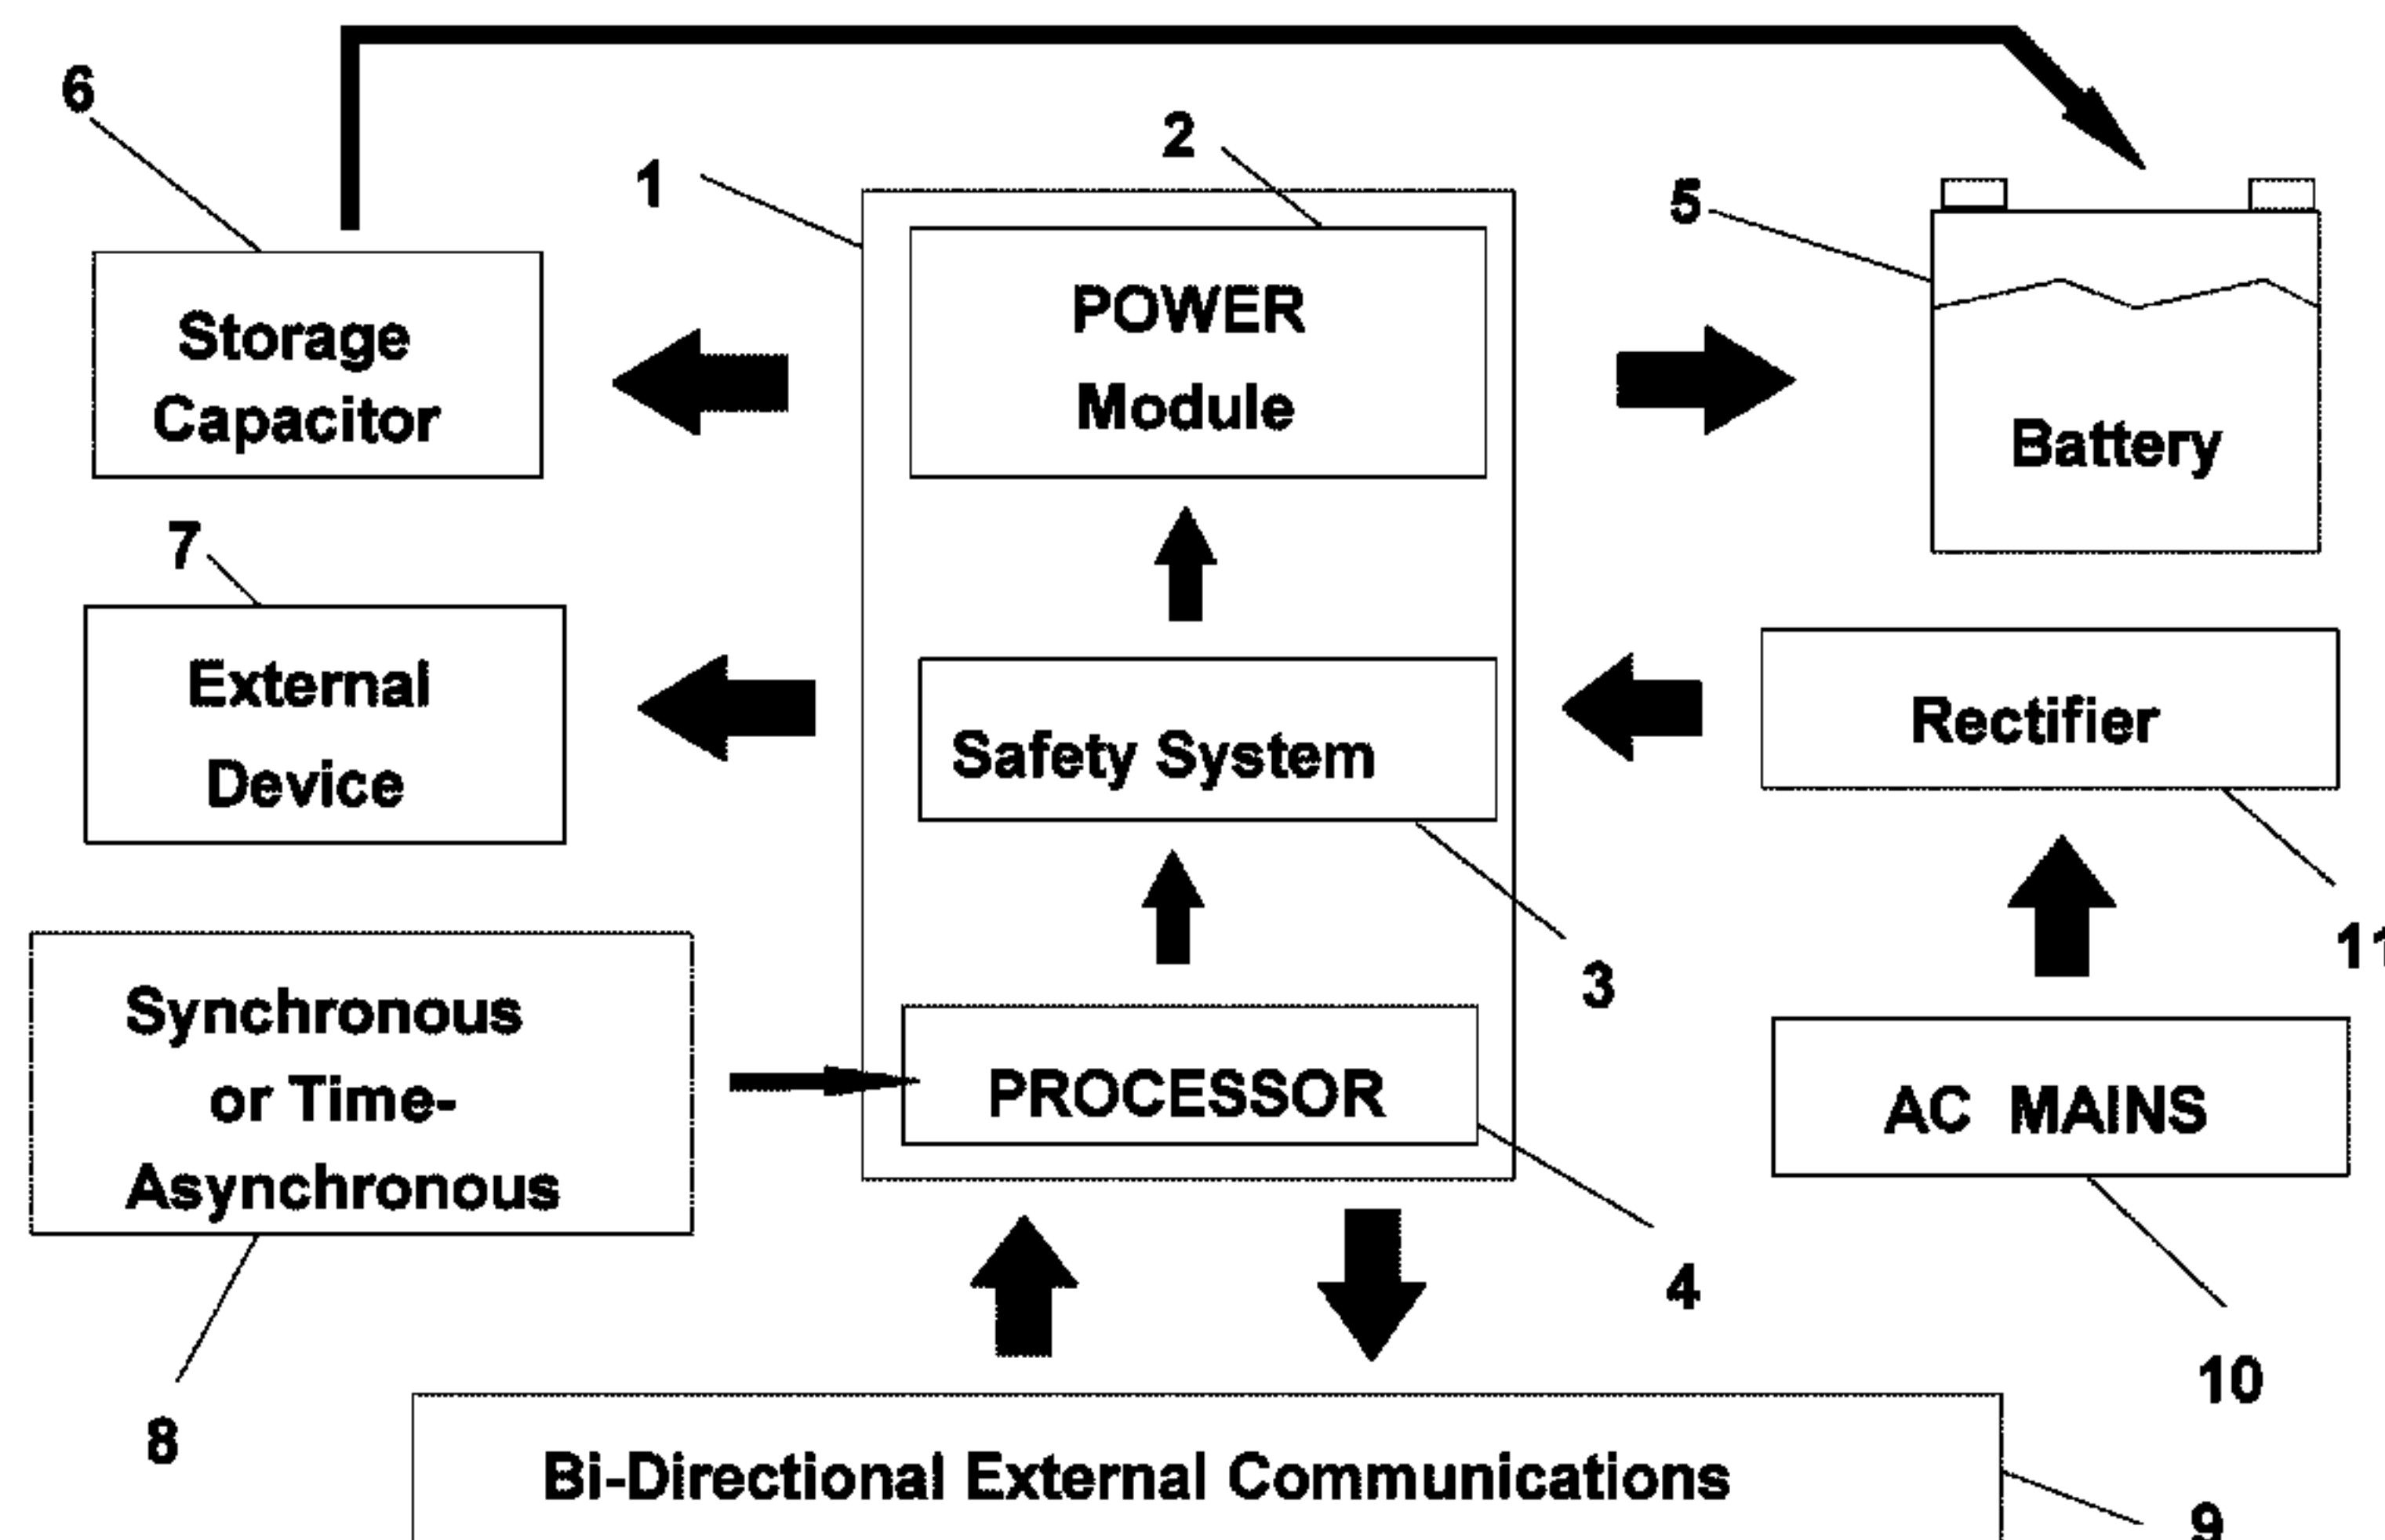 6
1
2
5
Storage
Capacitor
POWER
Module
Battery
7
External
Device
Safety System
Rectifier
3
11
Synchronous
or Time-
Asynchronous
PROCESSOR
AC MAINS
4
10
8
Bi-Directional External Communications
9